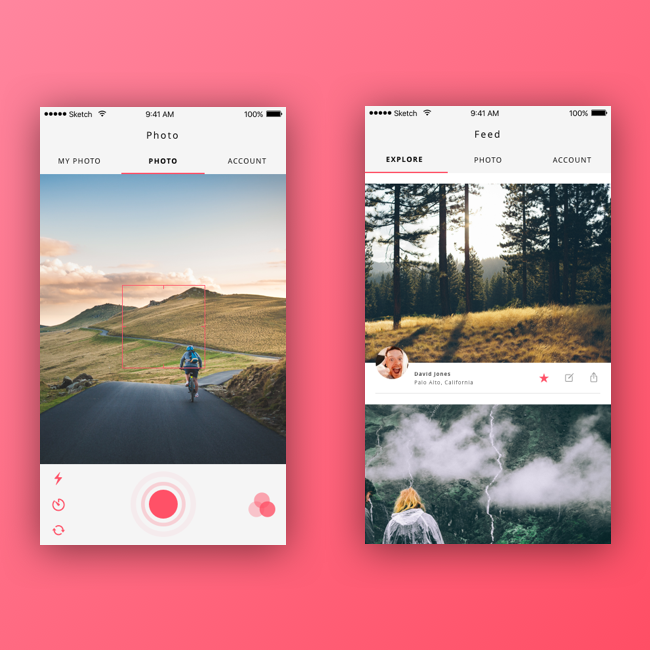 Sketch 9:41 AM 100%
Photo
MY PHOTO PHOTO ACCOUNT
Sketch 9:41 AM 100%
Feed
EXPLORE PHOTO ACCOUNT
David Jones
Palo Alto, California